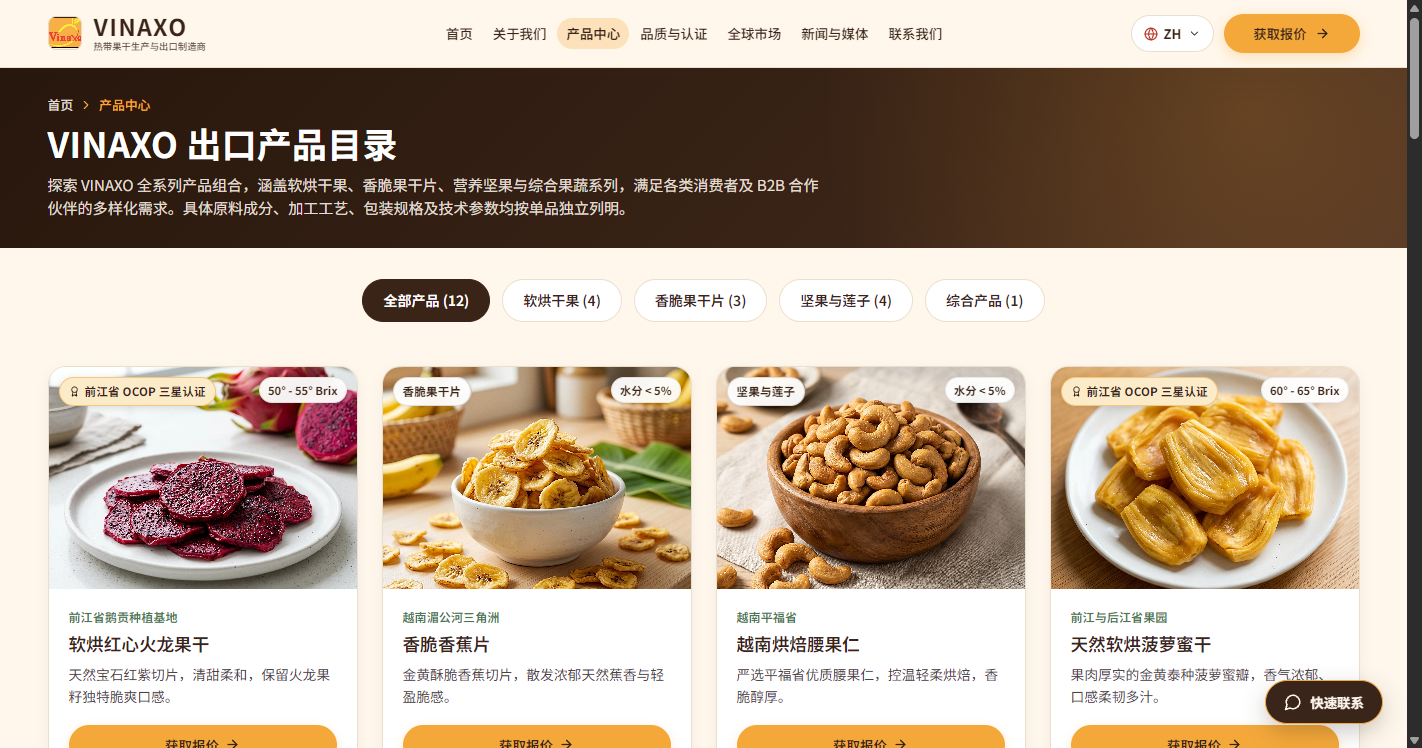 Vinaxo
VINAXO
热带果干生产与出口制造商
首页
关于我们
产品中心
品质与认证
全球市场
新闻与媒体
联系我们
ZH
获取报价
首页
产品中心
VINAXO 出口产品目录
探索 VINAXO 全系列产品组合，涵盖软烘干果、香脆果干片、营养坚果与综合果蔬系列，满足各类消费者及 B2B 合作
伙伴的多样化需求。具体原料成分、加工工艺、包装规格及技术参数均按单品独立列明。
全部产品 (12)
软烘干果 (4)
香脆果干片 (3)
坚果与莲子 (4)
综合产品 (1)
前江省 OCOP 三星认证
50° - 55° Brix
前江省鹅贡种植基地
软烘红心火龙果干
天然宝石红紫切片，清甜柔和，保留火龙果
籽独特脆爽口感。
获取报价
香脆果干片
水分 < 5%
越南湄公河三角洲
香脆香蕉片
金黄酥脆香蕉切片，散发浓郁天然蕉香与轻
盈脆感。
获取报价
坚果与莲子
水分 < 5%
越南平福省
越南烘焙腰果仁
严选平福省优质腰果仁，控温轻柔烘焙，香
脆醇厚。
获取报价
前江省 OCOP 三星认证
60° - 65° Brix
前江与后江省果园
天然软烘菠萝蜜干
果肉厚实的金黄泰种菠萝蜜瓣，香气浓郁、
口感柔韧多汁。
获取报价
快速联系